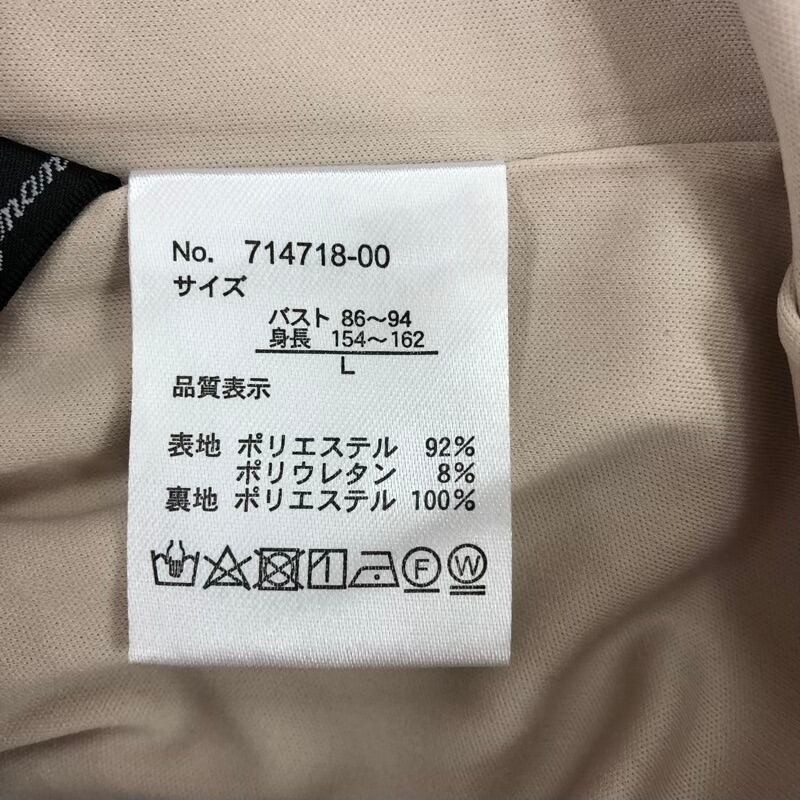 No. 714718-00
サイズ
バスト 86～94
身長 154～162
L
品質表示
表地 ポリエステル 92%
ポリウレタン 8%
裏地 ポリエステル 100%
F W